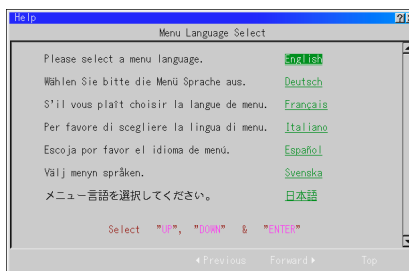 Help
Menu Language Select
Please select a menu language. English
Wählen Sie bitte die Menü Sprache aus. Deutsch
S'il vous plaît choisir la langue de menu. Français
Per favore di scegliere la lingua di menu. Italiano
Escoja por favor el idioma de menú. Español
Välj menyn språken. Svenska
メニュー言語を選択してください。 日本語
Select "UP", "DOWN" & "ENTER"
Previous Forward Top